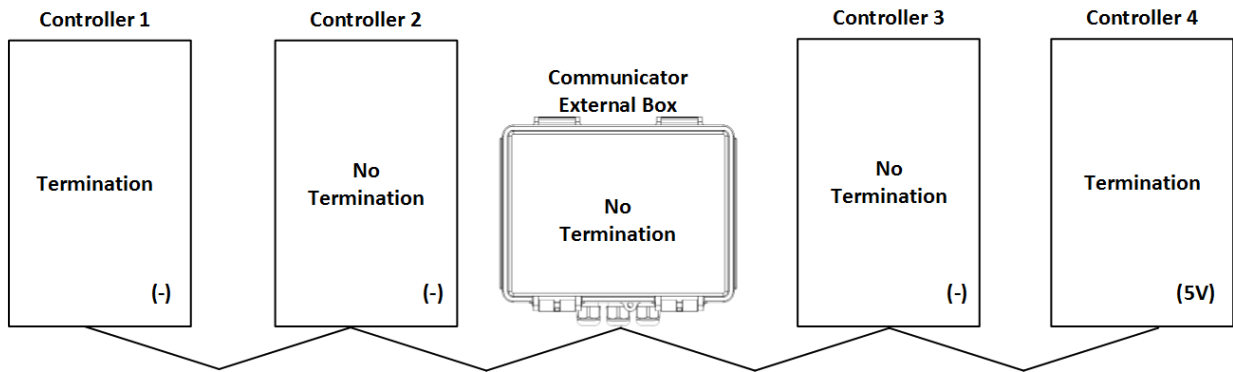 Controller 1
Controller 2
Controller 3
Controller 4
Communicator
External Box
Termination
No
Termination
No
Termination
No
Termination
Termination
(-)
(-)
(-)
(5V)